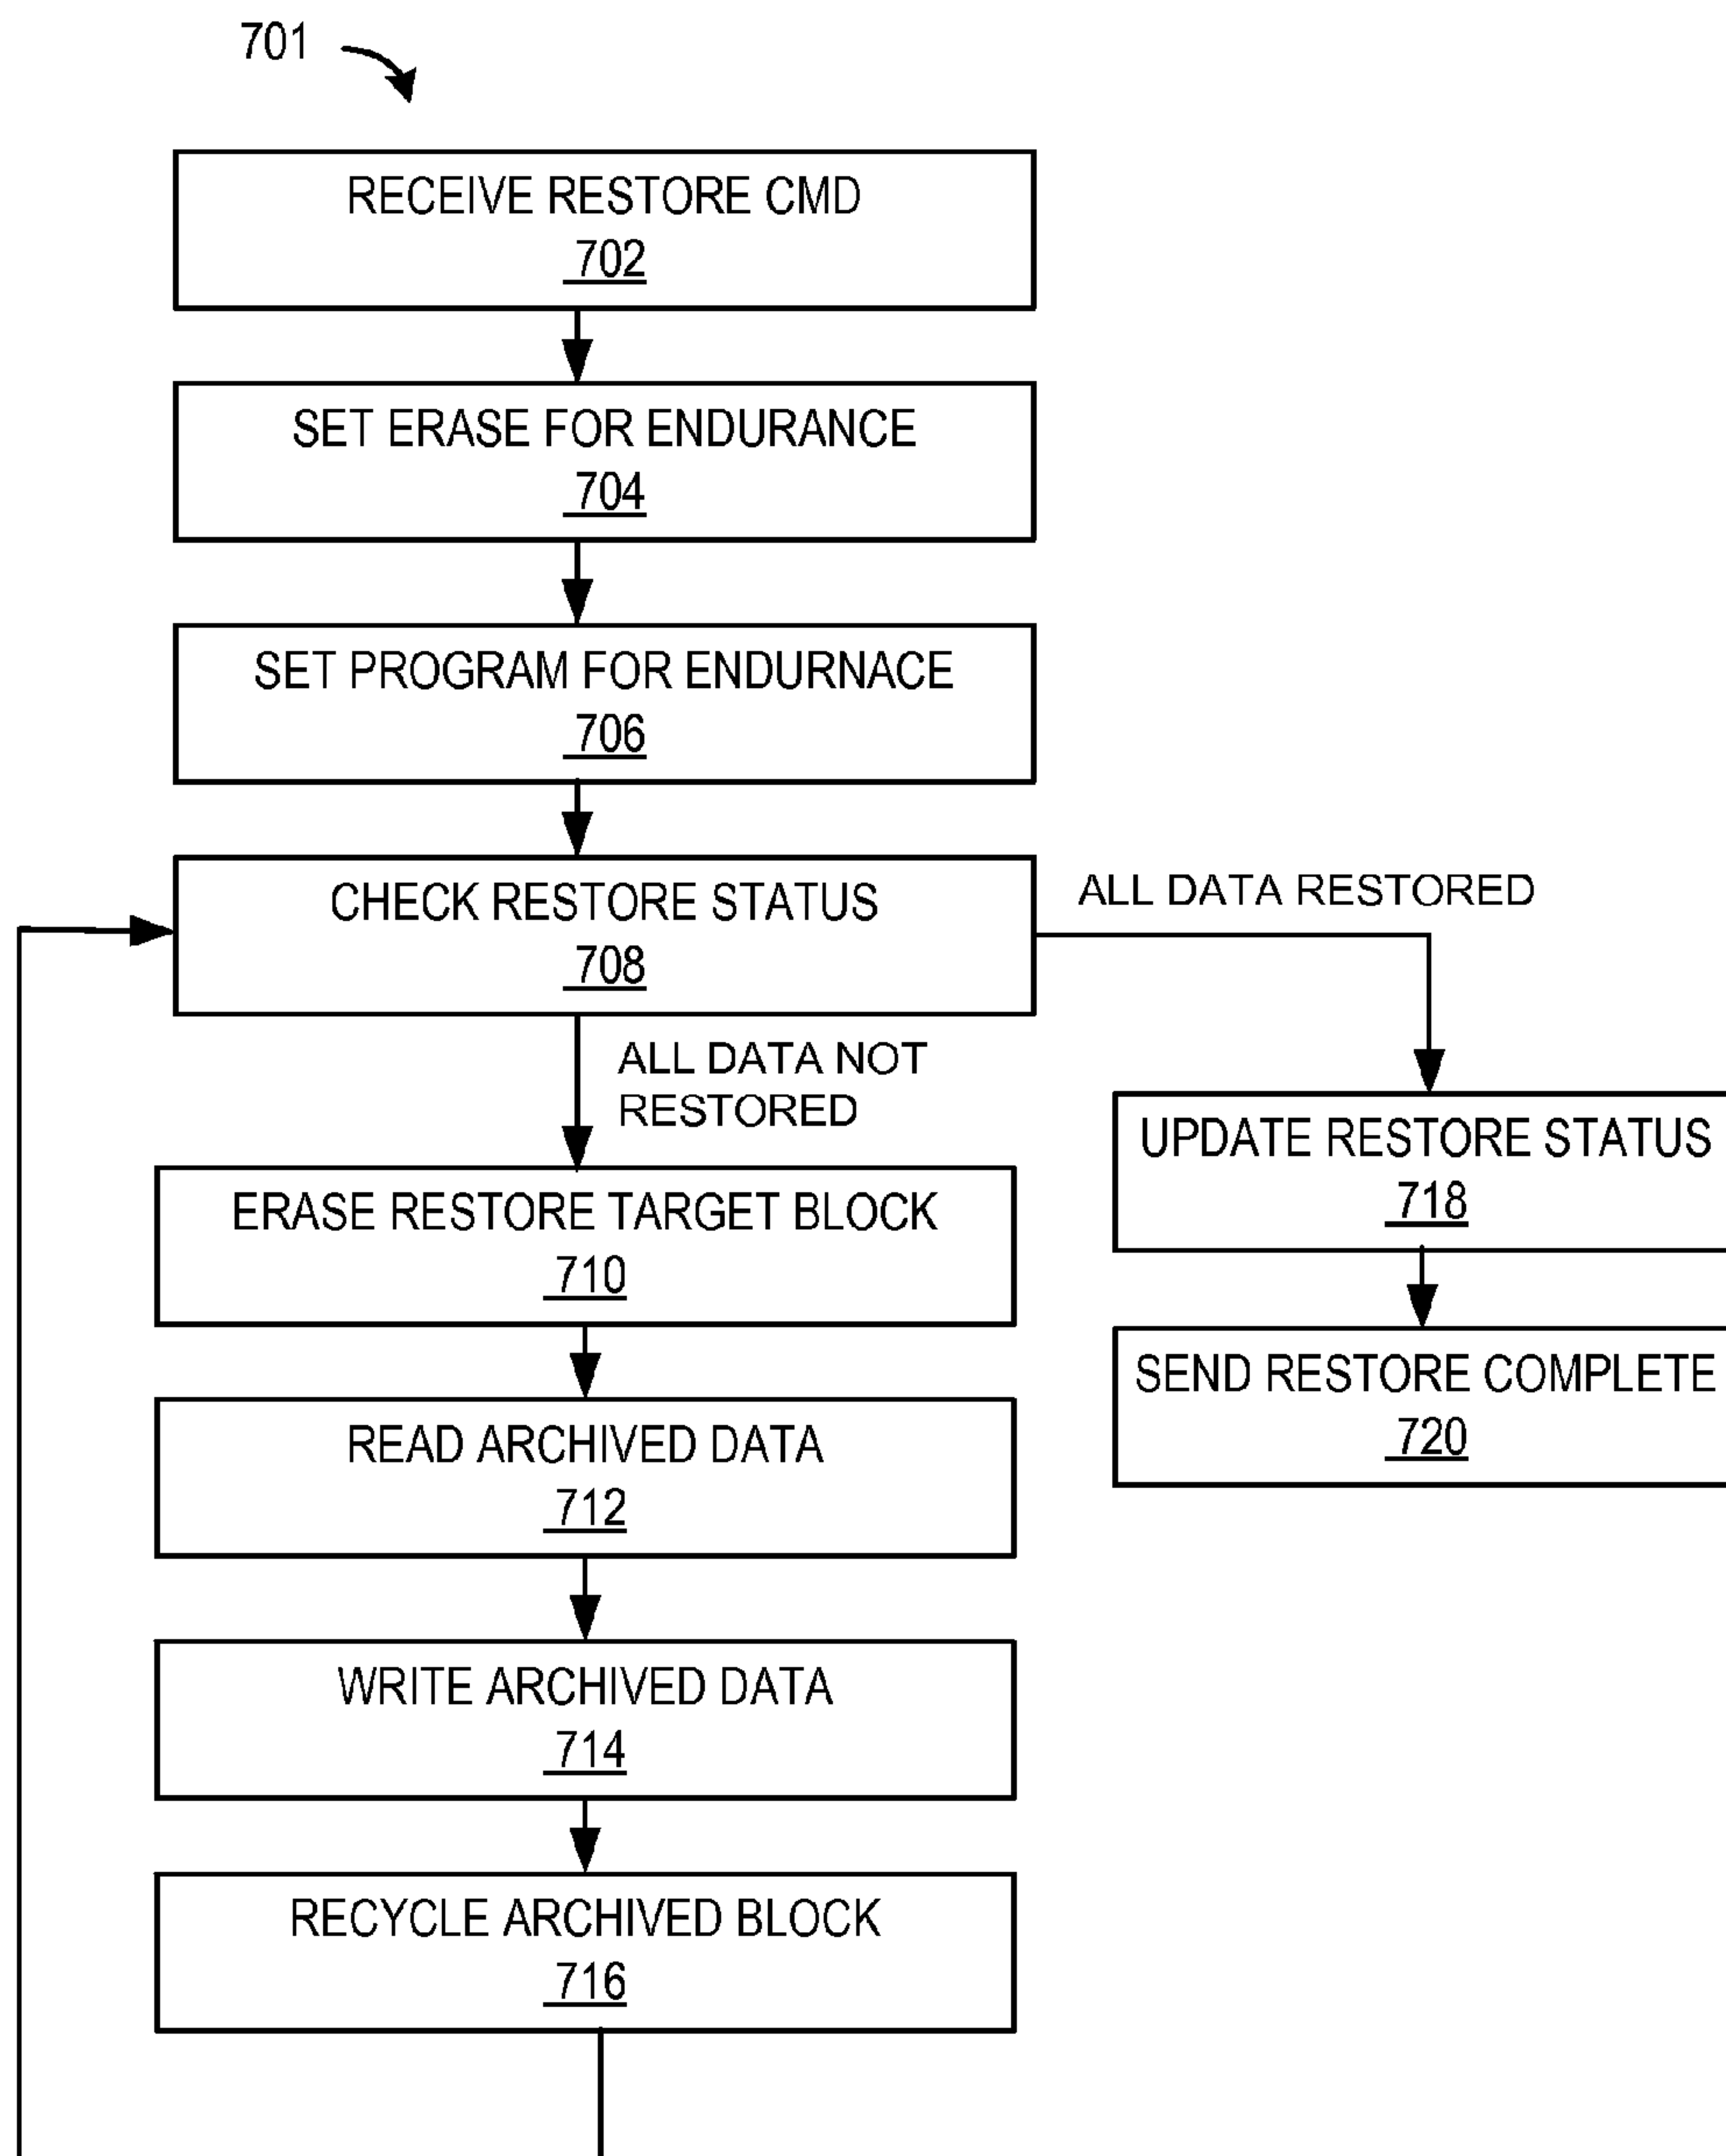 701
RECEIVE RESTORE CMD
702
SET ERASE FOR ENDURANCE
704
SET PROGRAM FOR ENDURNACE
706
CHECK RESTORE STATUS
708
ALL DATA RESTORED
ALL DATA NOT
RESTORED
UPDATE RESTORE STATUS
718
ERASE RESTORE TARGET BLOCK
710
SEND RESTORE COMPLETE
720
READ ARCHIVED DATA
712
WRITE ARCHIVED DATA
714
RECYCLE ARCHIVED BLOCK
716